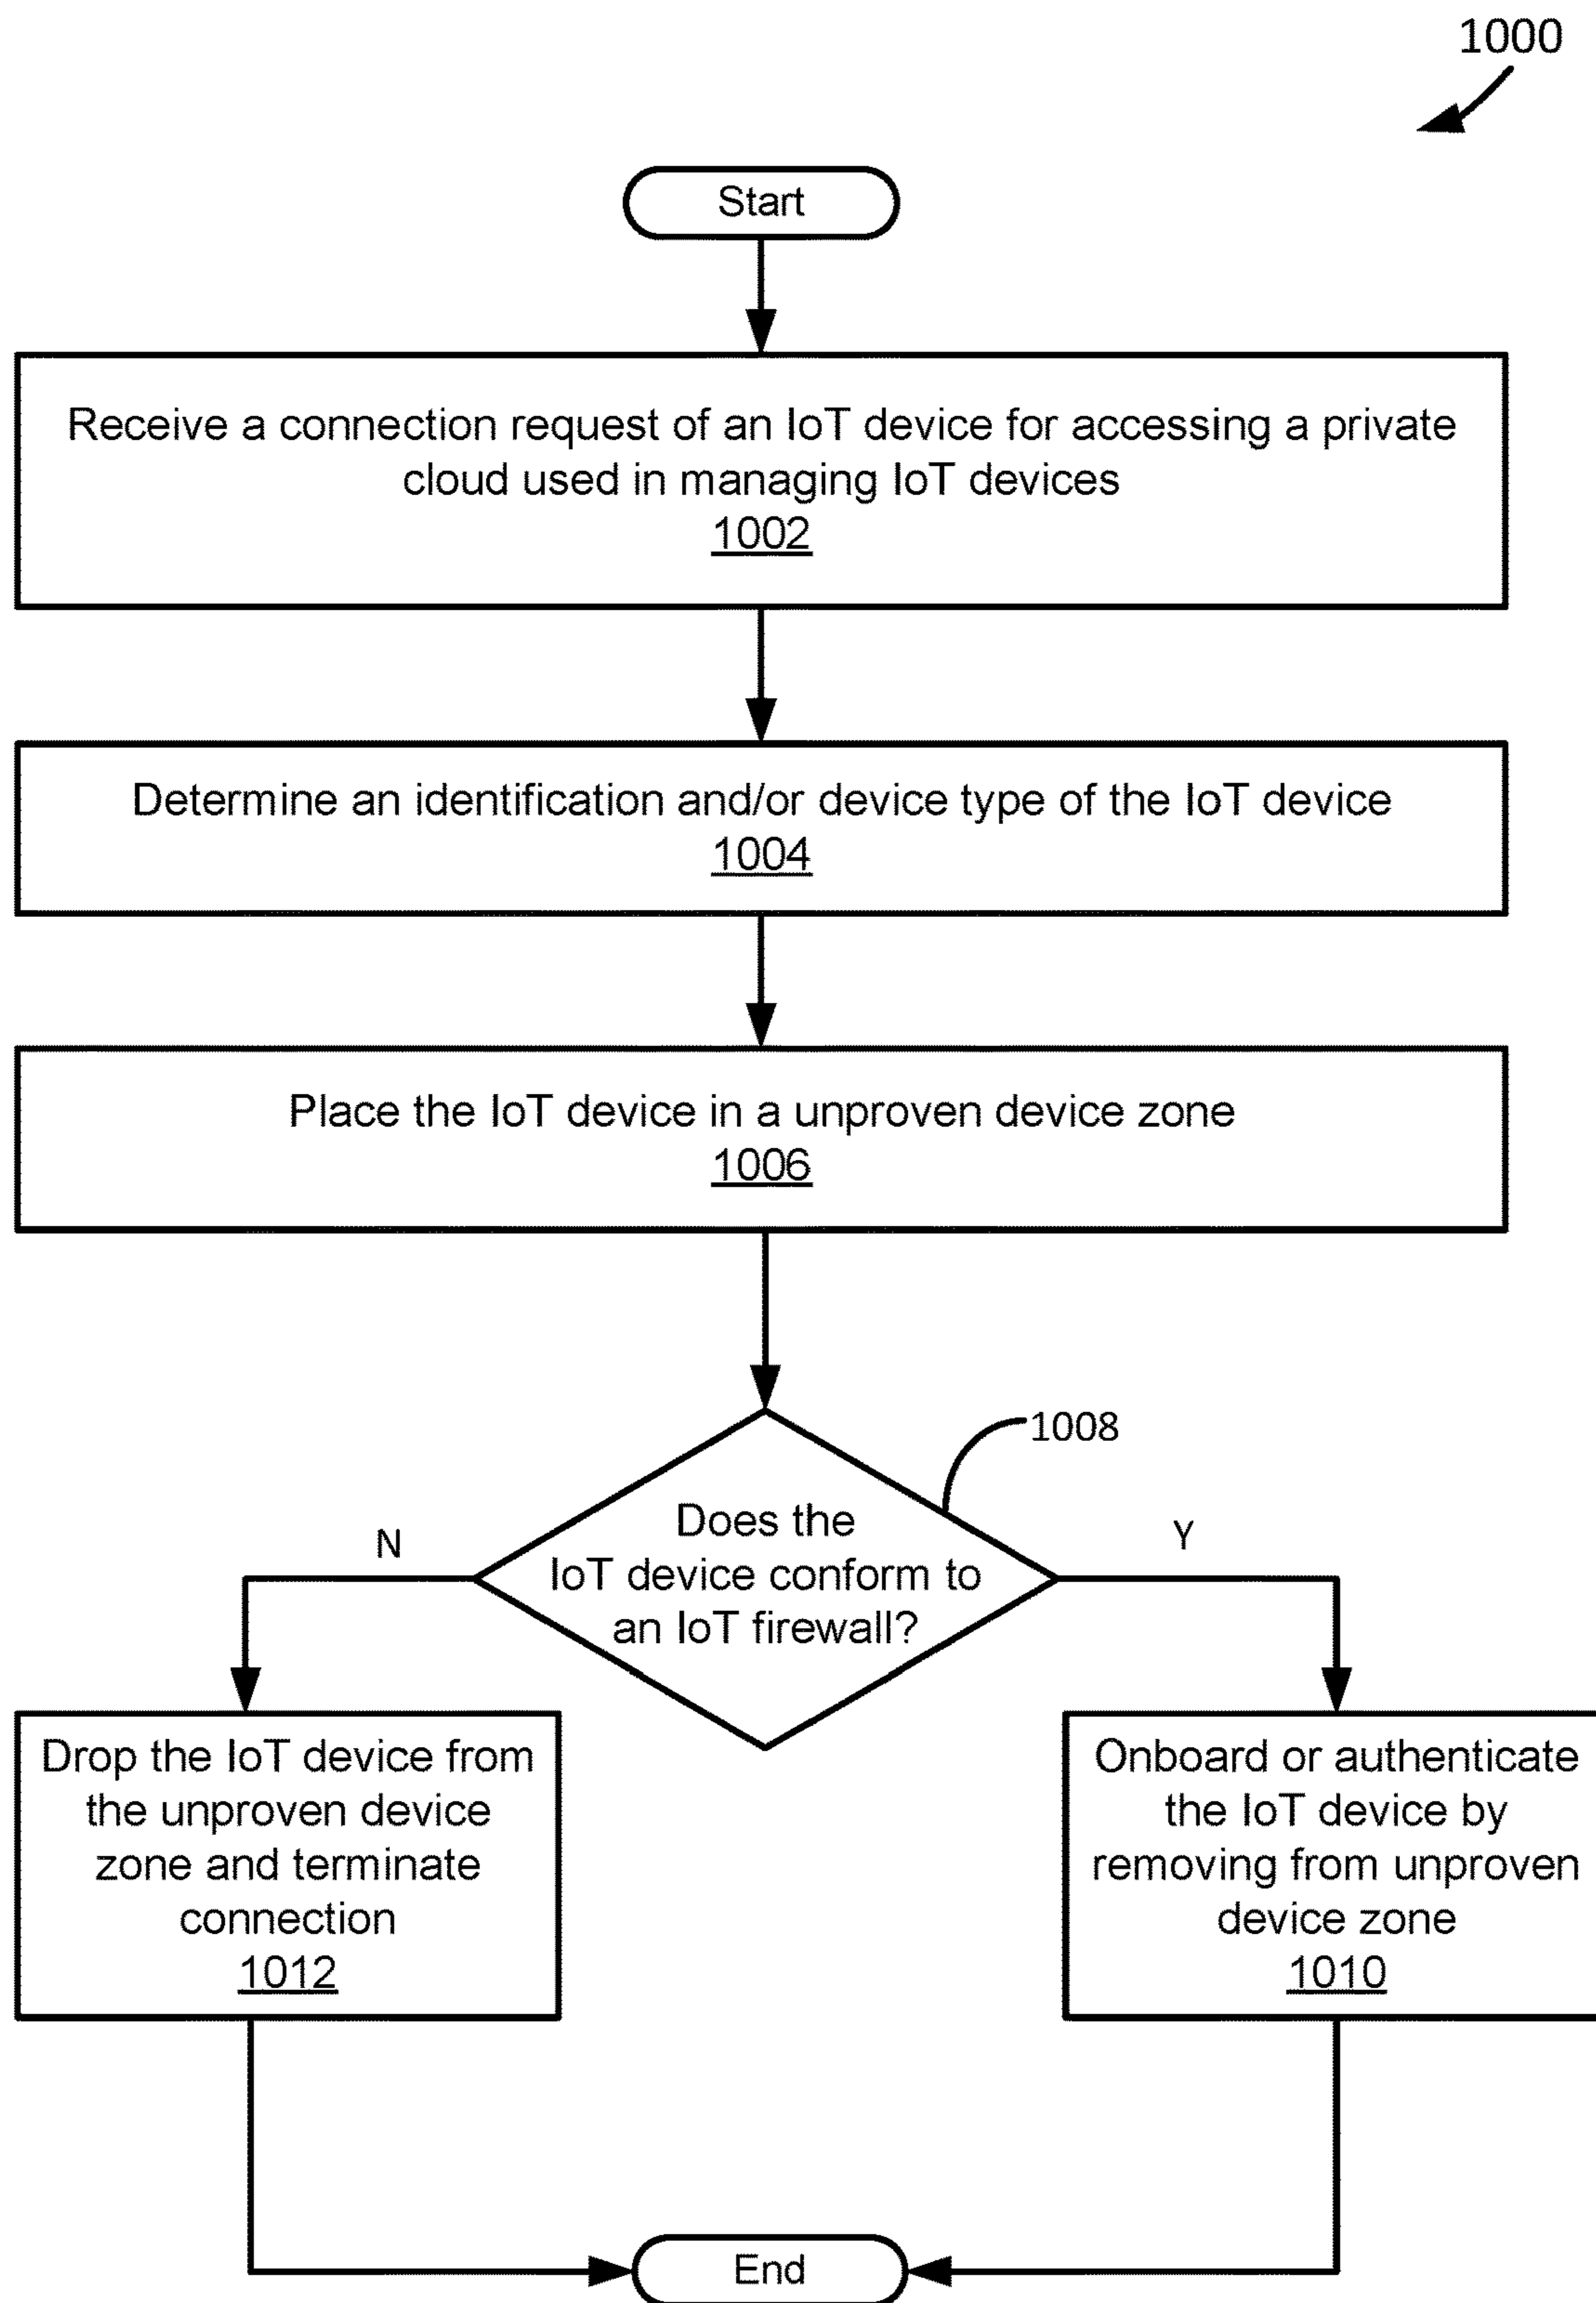 1000
Start
Receive a connection request of an IoT device for accessing a private
cloud used in managing IoT devices
1002
Determine an identification and/or device type of the IoT device
1004
Place the IoT device in a unproven device zone
1006
1008
Does the
IoT device conform to
an IoT firewall?
N
Y
Drop the IoT device from
the unproven device
zone and terminate
connection
1012
Onboard or authenticate
the IoT device by
removing from unproven
device zone
1010
End